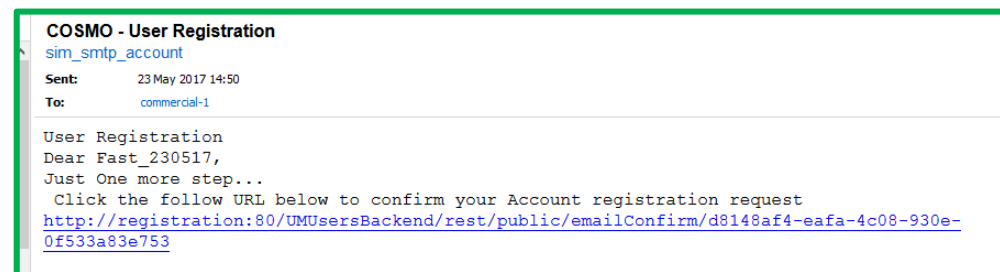 COSMO - User Registration
sim_smtp_account
Sent: 23 May 2017 14:50
To: commercial-1
User Registration
Dear Fast_230517,
Just One more step...
Click the follow URL below to confirm your Account registration request
http://registration:80/UMUsersBackend/rest/public/emailConfirm/d8148af4-eafa-4c08-930e-
0f533a83e753